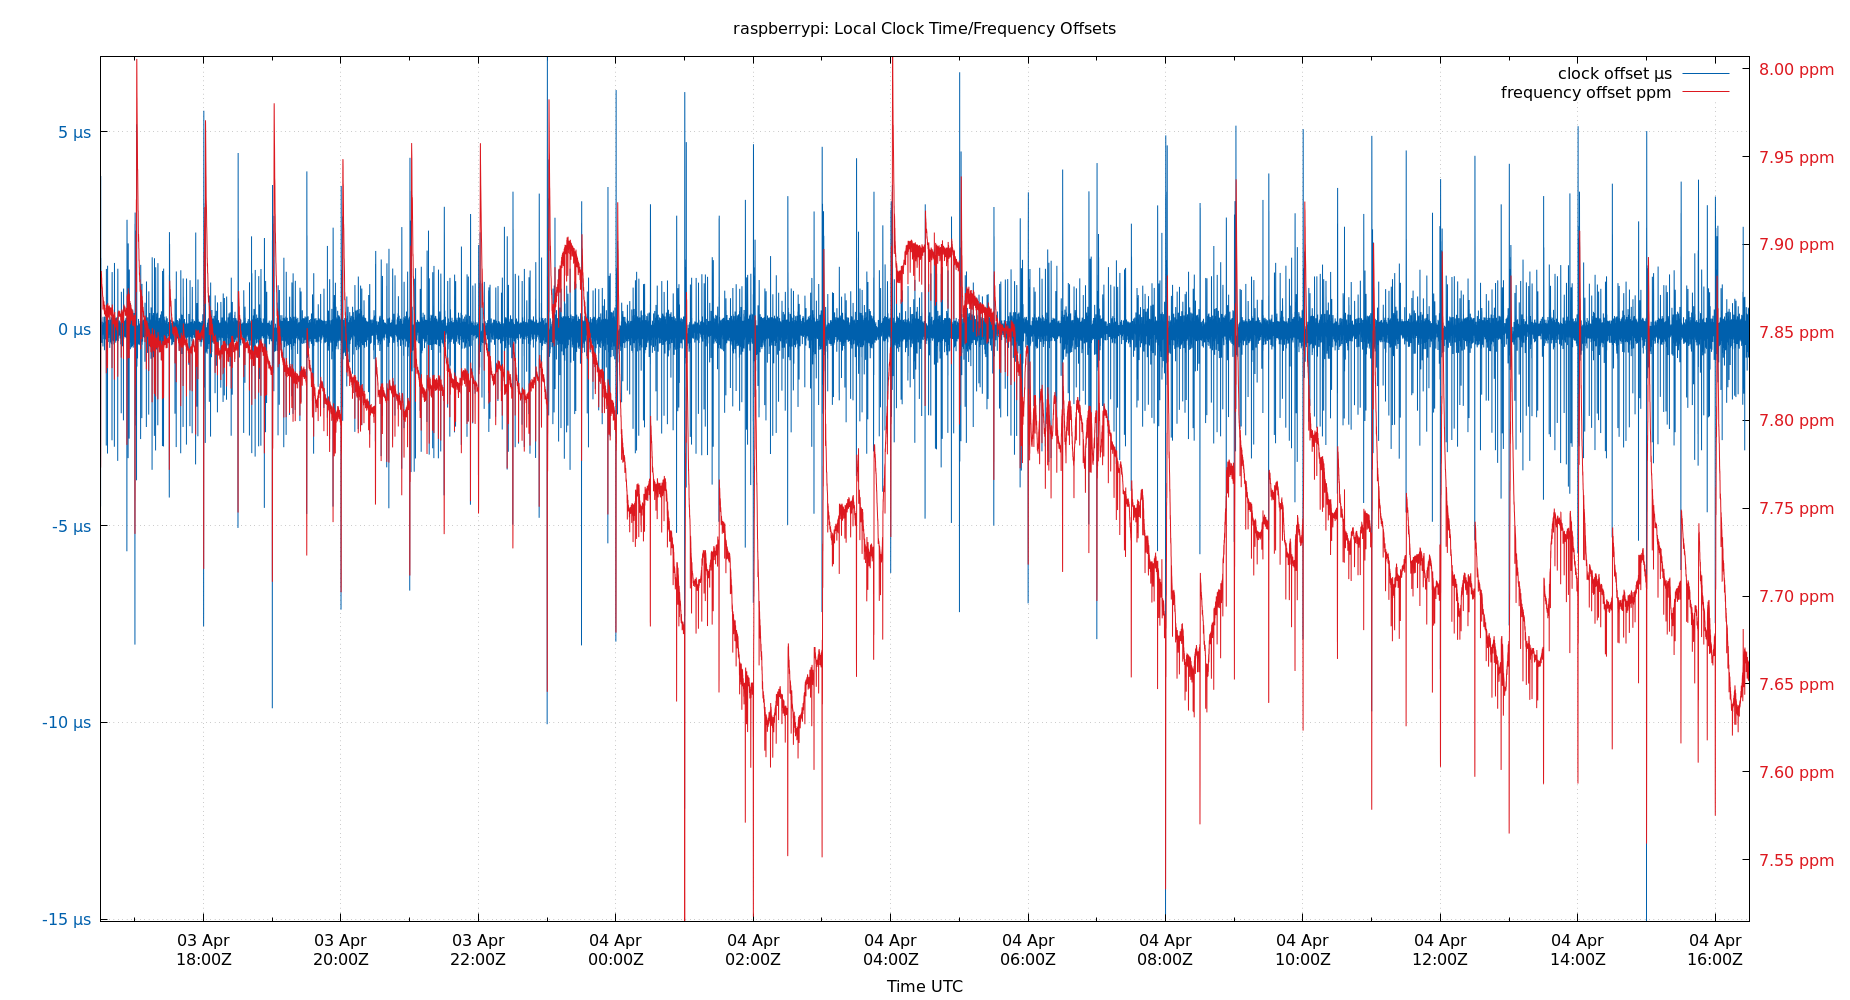 raspberrypi: Local Clock Time/Frequency Offsets
clock offset µs
frequency offset ppm
5 µs
0 µs
-5 µs
-10 µs
-15 µs
8.00 ppm
7.95 ppm
7.90 ppm
7.85 ppm
7.80 ppm
7.75 ppm
7.70 ppm
7.65 ppm
7.60 ppm
7.55 ppm
03 Apr 03 Apr 03 Apr 04 Apr 04 Apr 04 Apr 04 Apr 04 Apr 04 Apr 04 Apr 04 Apr 04 Apr
18:00Z 20:00Z 22:00Z 00:00Z 02:00Z 04:00Z 06:00Z 08:00Z 10:00Z 12:00Z 14:00Z 16:00Z
Time UTC